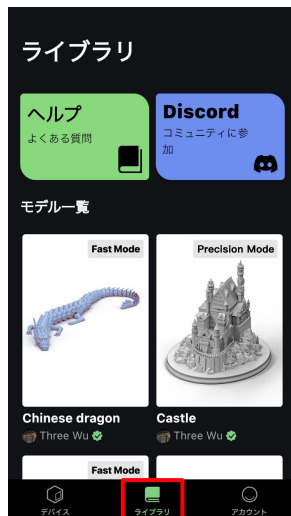 ライブラリ
ヘルプ
よくある質問
Discord
コミュニティに参
加
モデル一覧
Fast Mode
Precision Mode
Chinese dragon
Three Wu
Castle
Three Wu
Fast Mode
デバイス
ライブラリ
アカウント